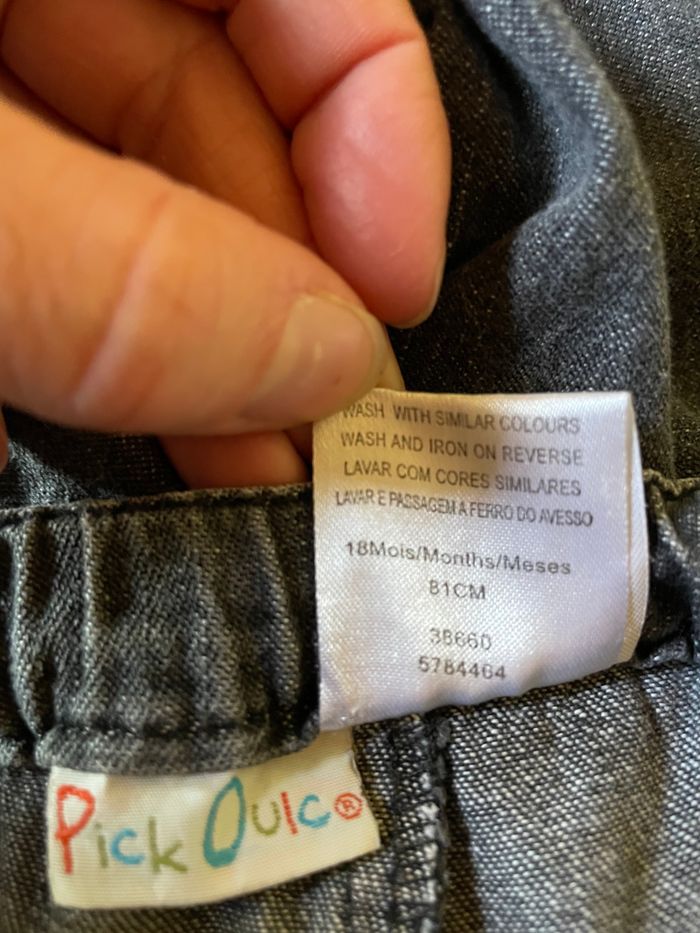 WASH WITH SIMILAR COLOURS
WASH AND IRON ON REVERSE
LAVAR COM CORES SIMILARES
LAVAR E PASSAGEM A FERRO DO AVESSO
18Mois/Months/Meses
81CM
38660
5784464
Pick Ouic®